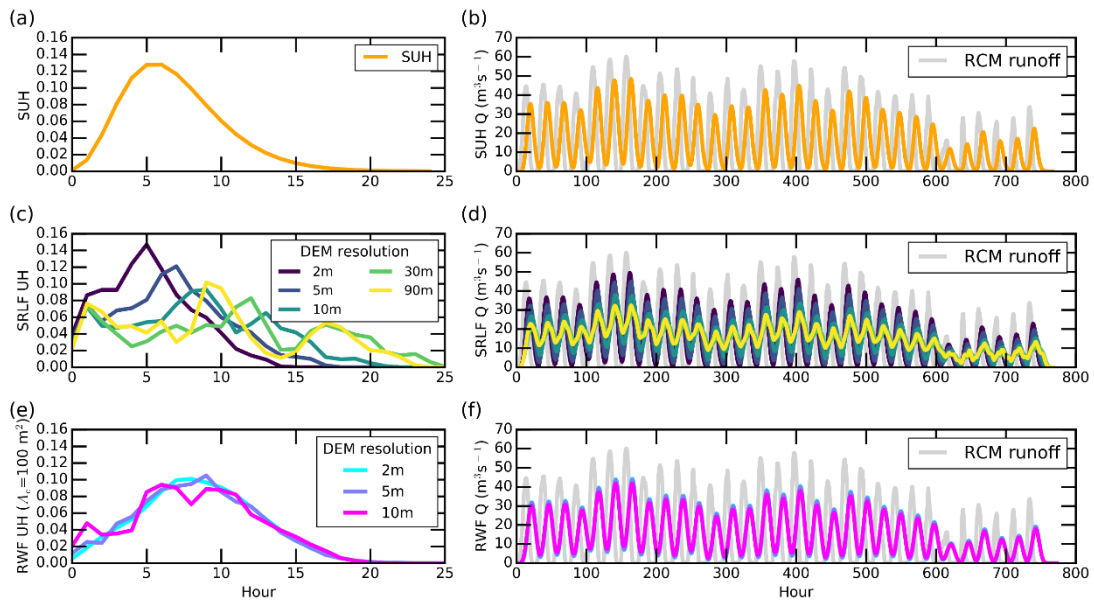 (a)
SUH
0.16
0.14
0.12
0.10
0.08
0.06
0.04
0.02
0.00
SUH
0 5 10 15 20 25
(b)
SUH Q (m³s⁻¹)
70
60
50
40
30
20
10
0
RCM runoff
0 100 200 300 400 500 600 700 800
(c)
SRLF UH
0.16
0.14
0.12
0.10
0.08
0.06
0.04
0.02
0.00
DEM resolution
2m 30m
5m 90m
10m
0 5 10 15 20 25
(d)
SRLF Q (m³s⁻¹)
70
60
50
40
30
20
10
0
RCM runoff
0 100 200 300 400 500 600 700 800
(e)
RWF UH (A_c=100 m²)
0.16
0.14
0.12
0.10
0.08
0.06
0.04
0.02
0.00
DEM resolution
2m
5m
10m
0 5 10 15 20 25
Hour
(f)
RWF Q (m³s⁻¹)
70
60
50
40
30
20
10
0
RCM runoff
0 100 200 300 400 500 600 700 800
Hour